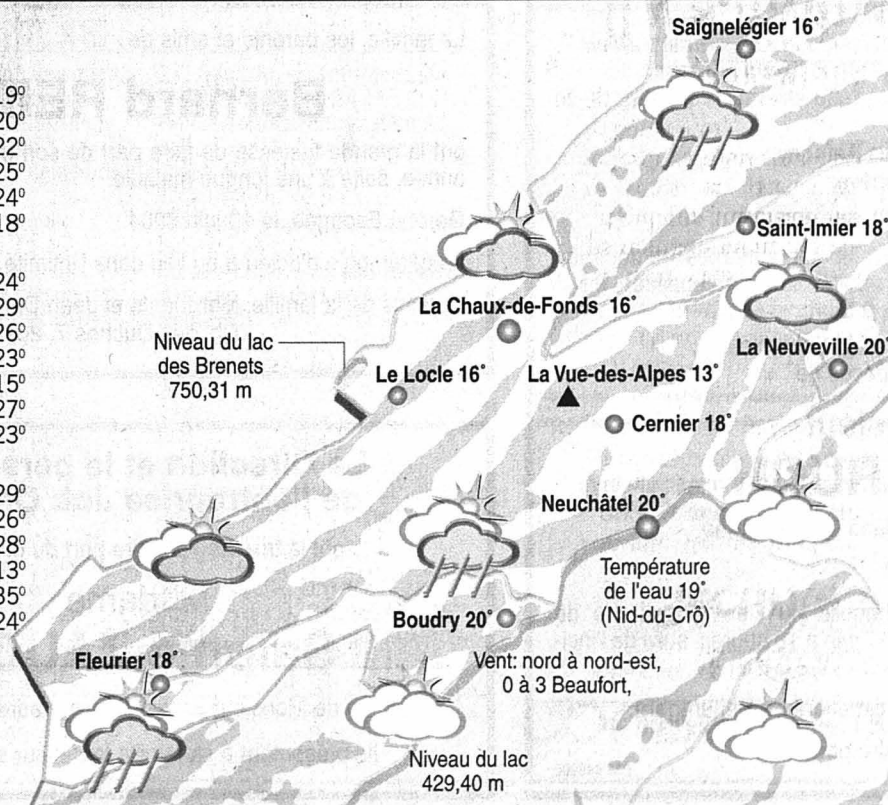 Saignelégier 16°
19°
20°
22°
25°
24°
18°
Saint-Imier 18°
24°
29°
26°
23°
15°
27°
23°
La Chaux-de-Fonds 16°
Niveau du lac
des Brenets
750,31 m
La Neuveville 20°
Le Locle 16°
La Vue-des-Alpes 13°
Cernier 18°
29°
26°
28°
13°
35°
24°
Neuchâtel 20°
Température
de l'eau 19°
(Nid-du-Crô)
Boudry 20°
Fleurier 18°
Vent: nord à nord-est,
0 à 3 Beaufort,
Niveau du lac
429,40 m